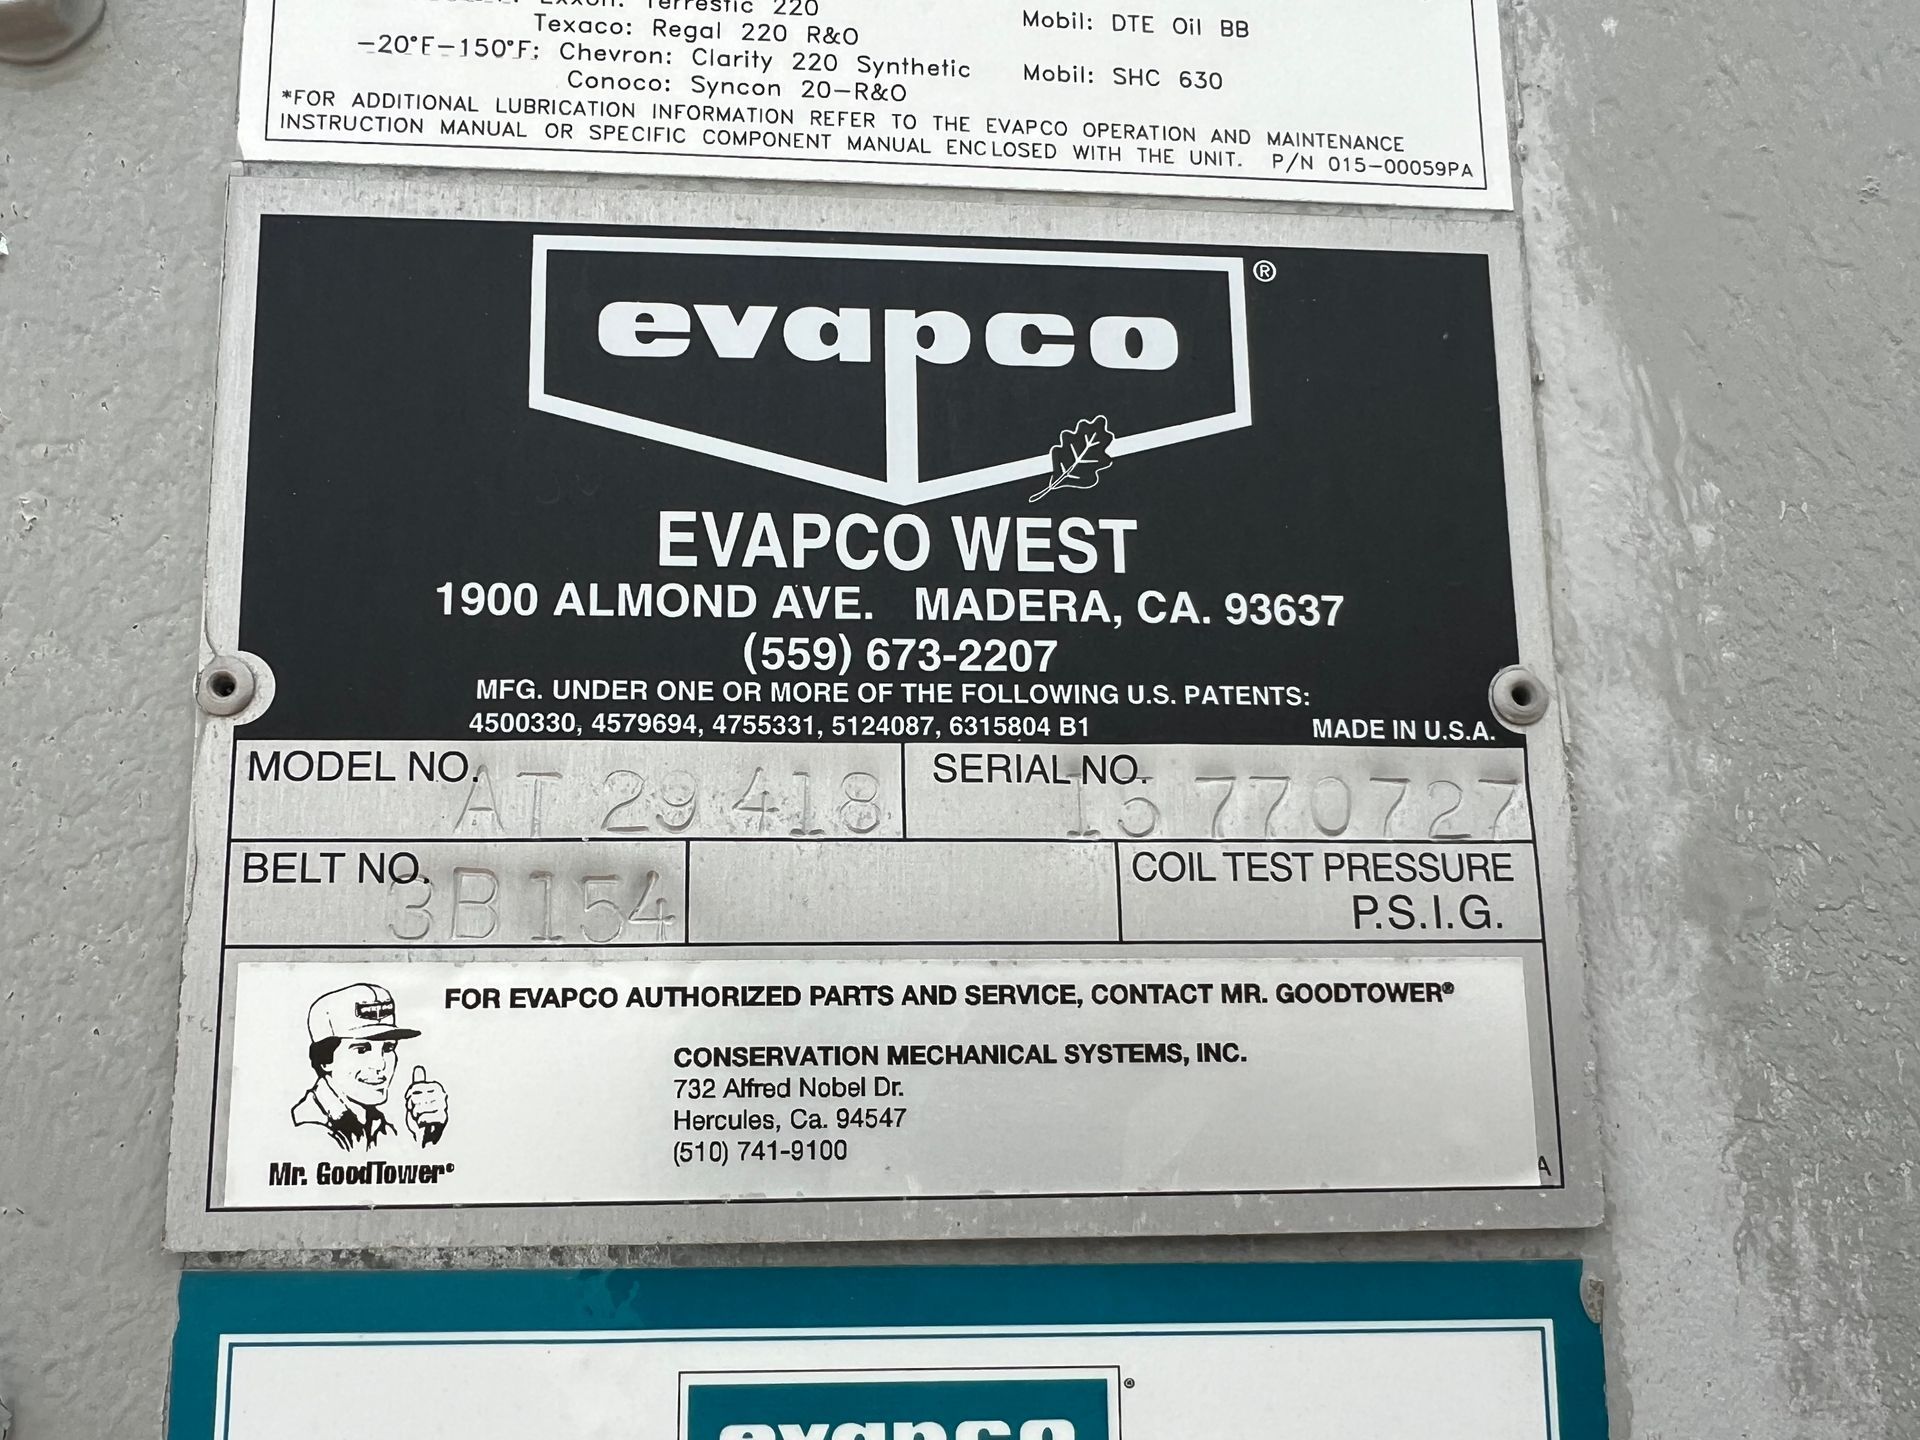 Exxon: Terrestic 220
Texaco: Regal 220 R&O
Mobil: DTE Oil BB
-20°F-150°F: Chevron: Clarity 220 Synthetic
Conoco: Syncon 20-R&O
Mobil: SHC 630
*FOR ADDITIONAL LUBRICATION INFORMATION REFER TO THE EVAPCO OPERATION AND MAINTENANCE
INSTRUCTION MANUAL OR SPECIFIC COMPONENT MANUAL ENCLOSED WITH THE UNIT. P/N 015-00059PA
evapco®
EVAPCO WEST
1900 ALMOND AVE. MADERA, CA. 93637
(559) 673-2207
MFG. UNDER ONE OR MORE OF THE FOLLOWING U.S. PATENTS:
4500330, 4579694, 4755331, 5124087, 6315804 B1 MADE IN U.S.A.
MODEL NO. AT 29 418 SERIAL NO. 15 770727
BELT NO. 3B154
COIL TEST PRESSURE
P.S.I.G.
FOR EVAPCO AUTHORIZED PARTS AND SERVICE, CONTACT MR. GOODTOWER®
CONSERVATION MECHANICAL SYSTEMS, INC.
732 Alfred Nobel Dr.
Hercules, Ca. 94547
(510) 741-9100
Mr. GoodTower®
A
evapco®